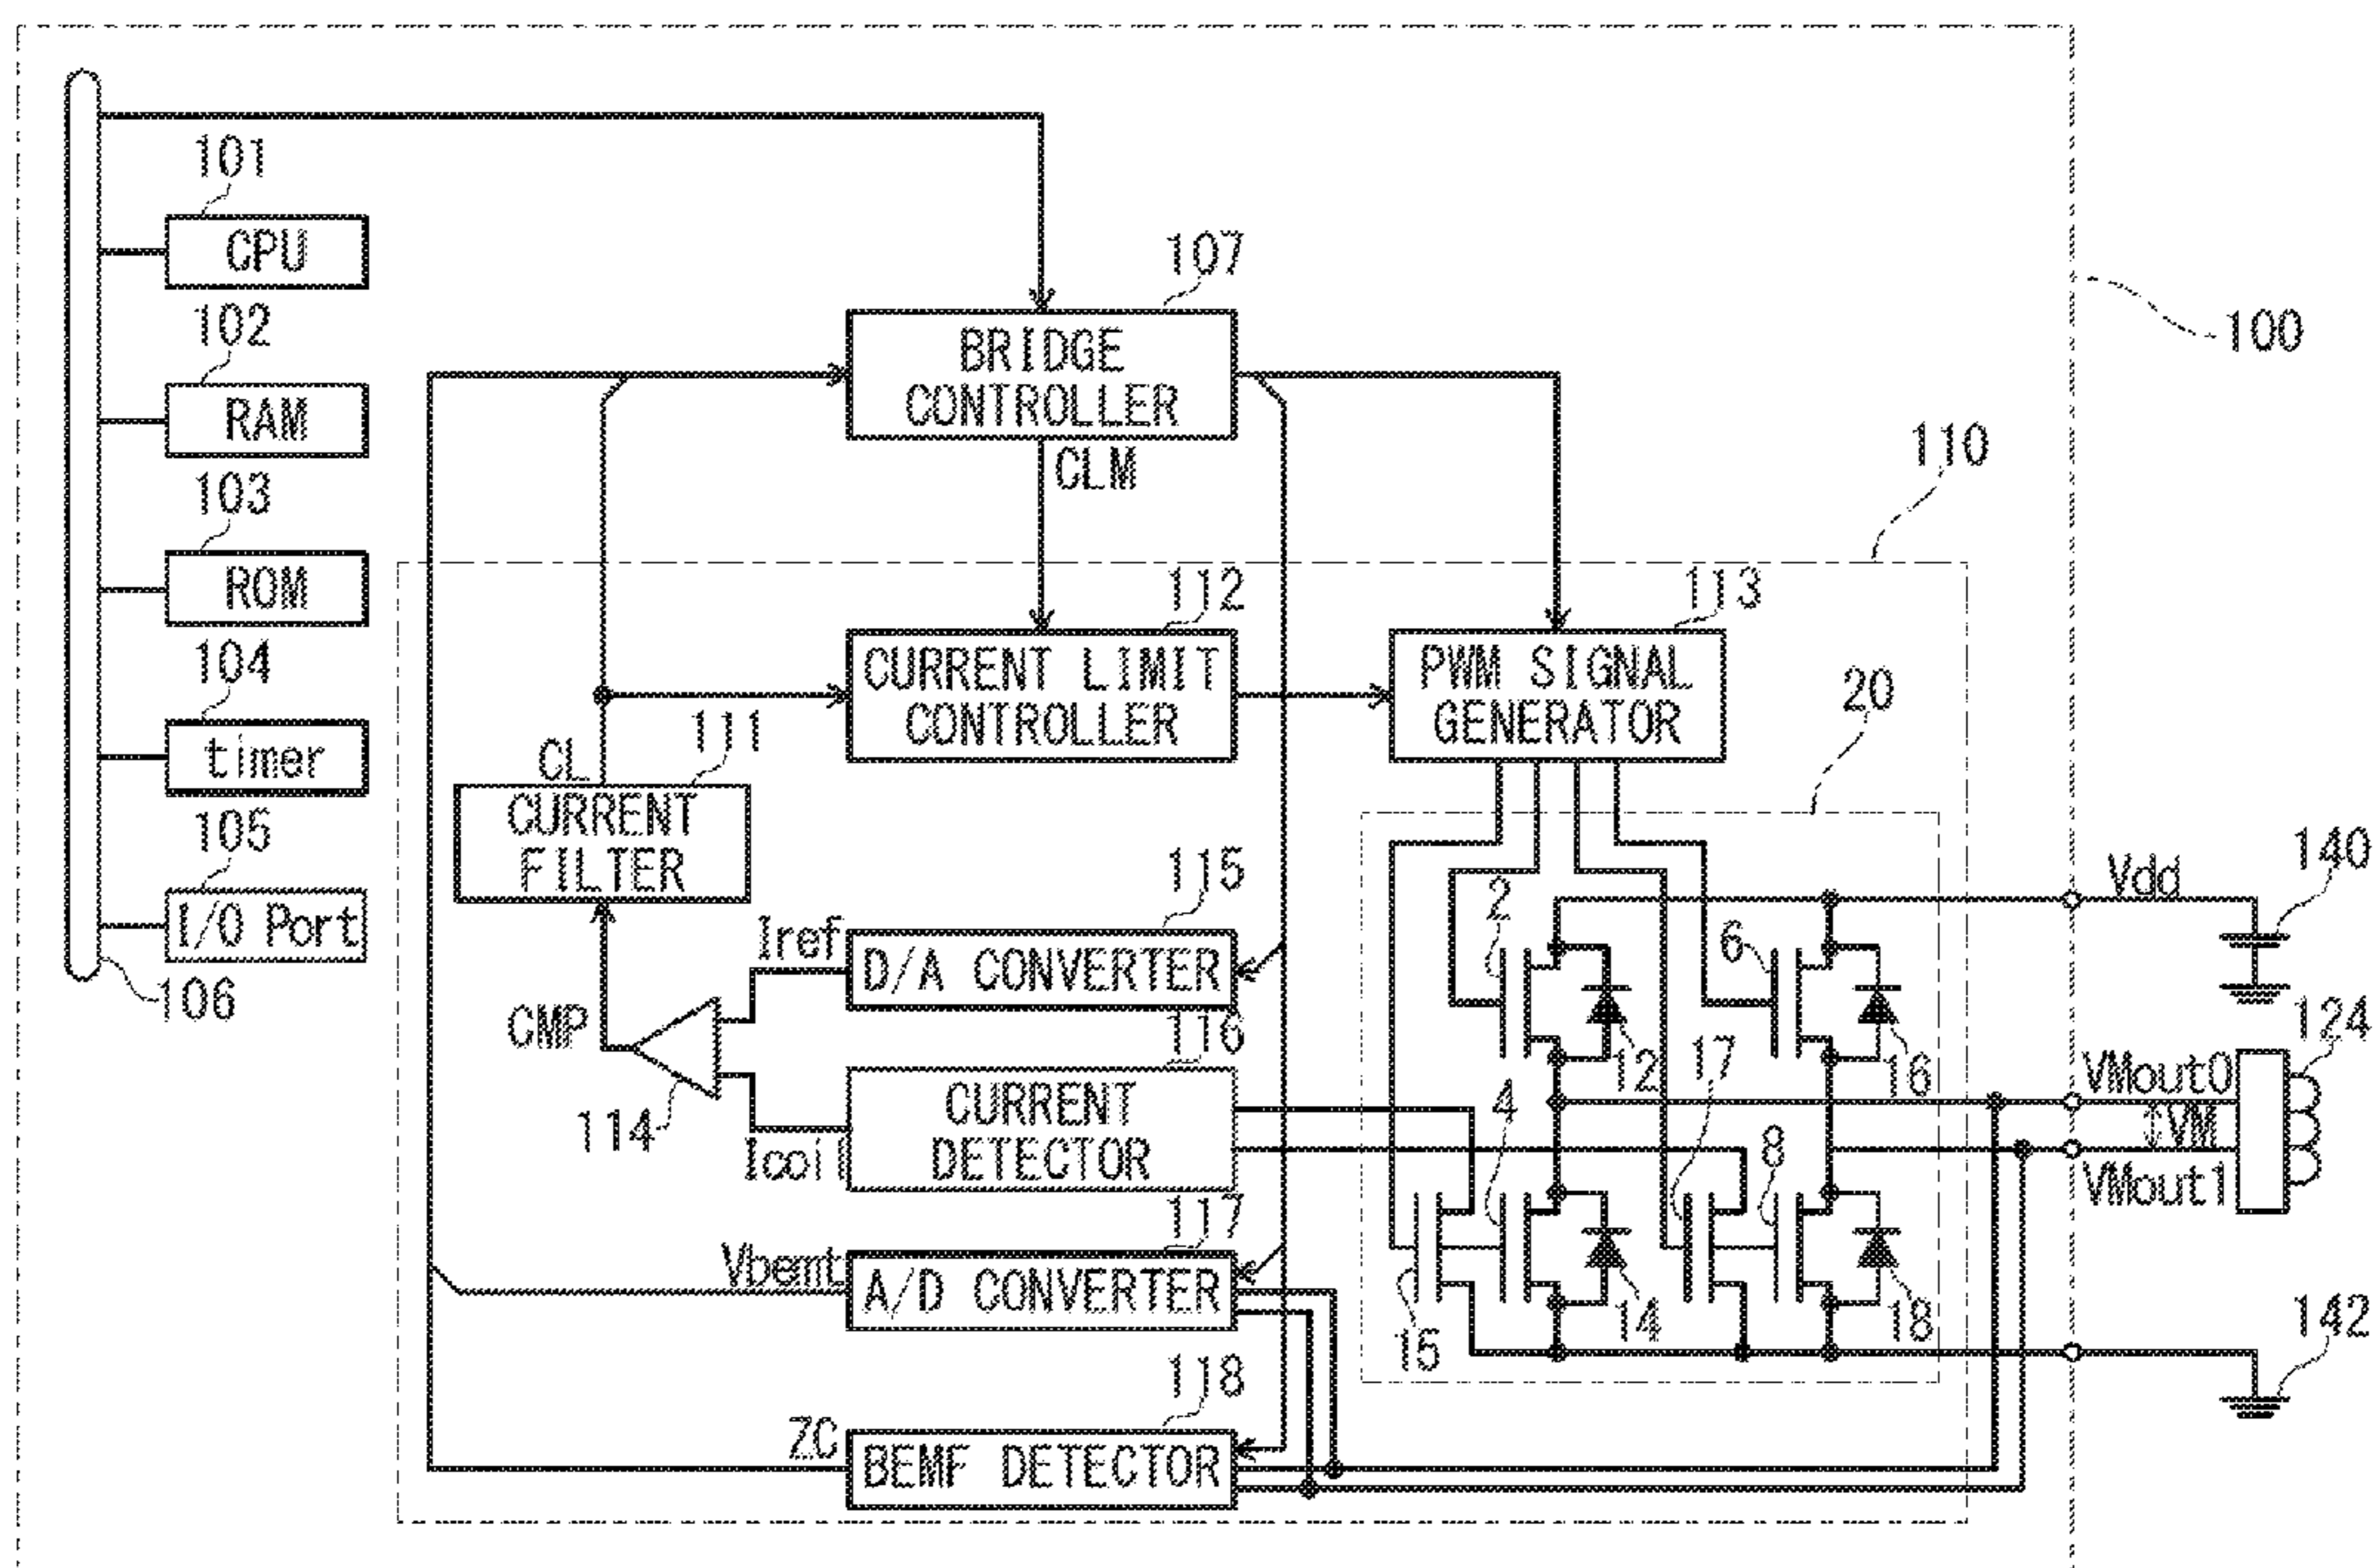 101
CPU
102
RAM
103
ROM
104
timer
105
I/O Port
106
107
BRIDGE
CONTROLLER
CLM
100
110
112
CURRENT LIMIT
CONTROLLER
113
PWM SIGNAL
GENERATOR
20
CL
111
CURRENT
FILTER
115
Iref
D/A CONVERTER
CMP
114
116
Icoil
CURRENT
DETECTOR
117
Vbemf
A/D CONVERTER
118
ZC
BEMF DETECTOR
2
12
6
16
4
14
15
17
8
18
Vdd
140
124
VMout0
VM
VMout1
142